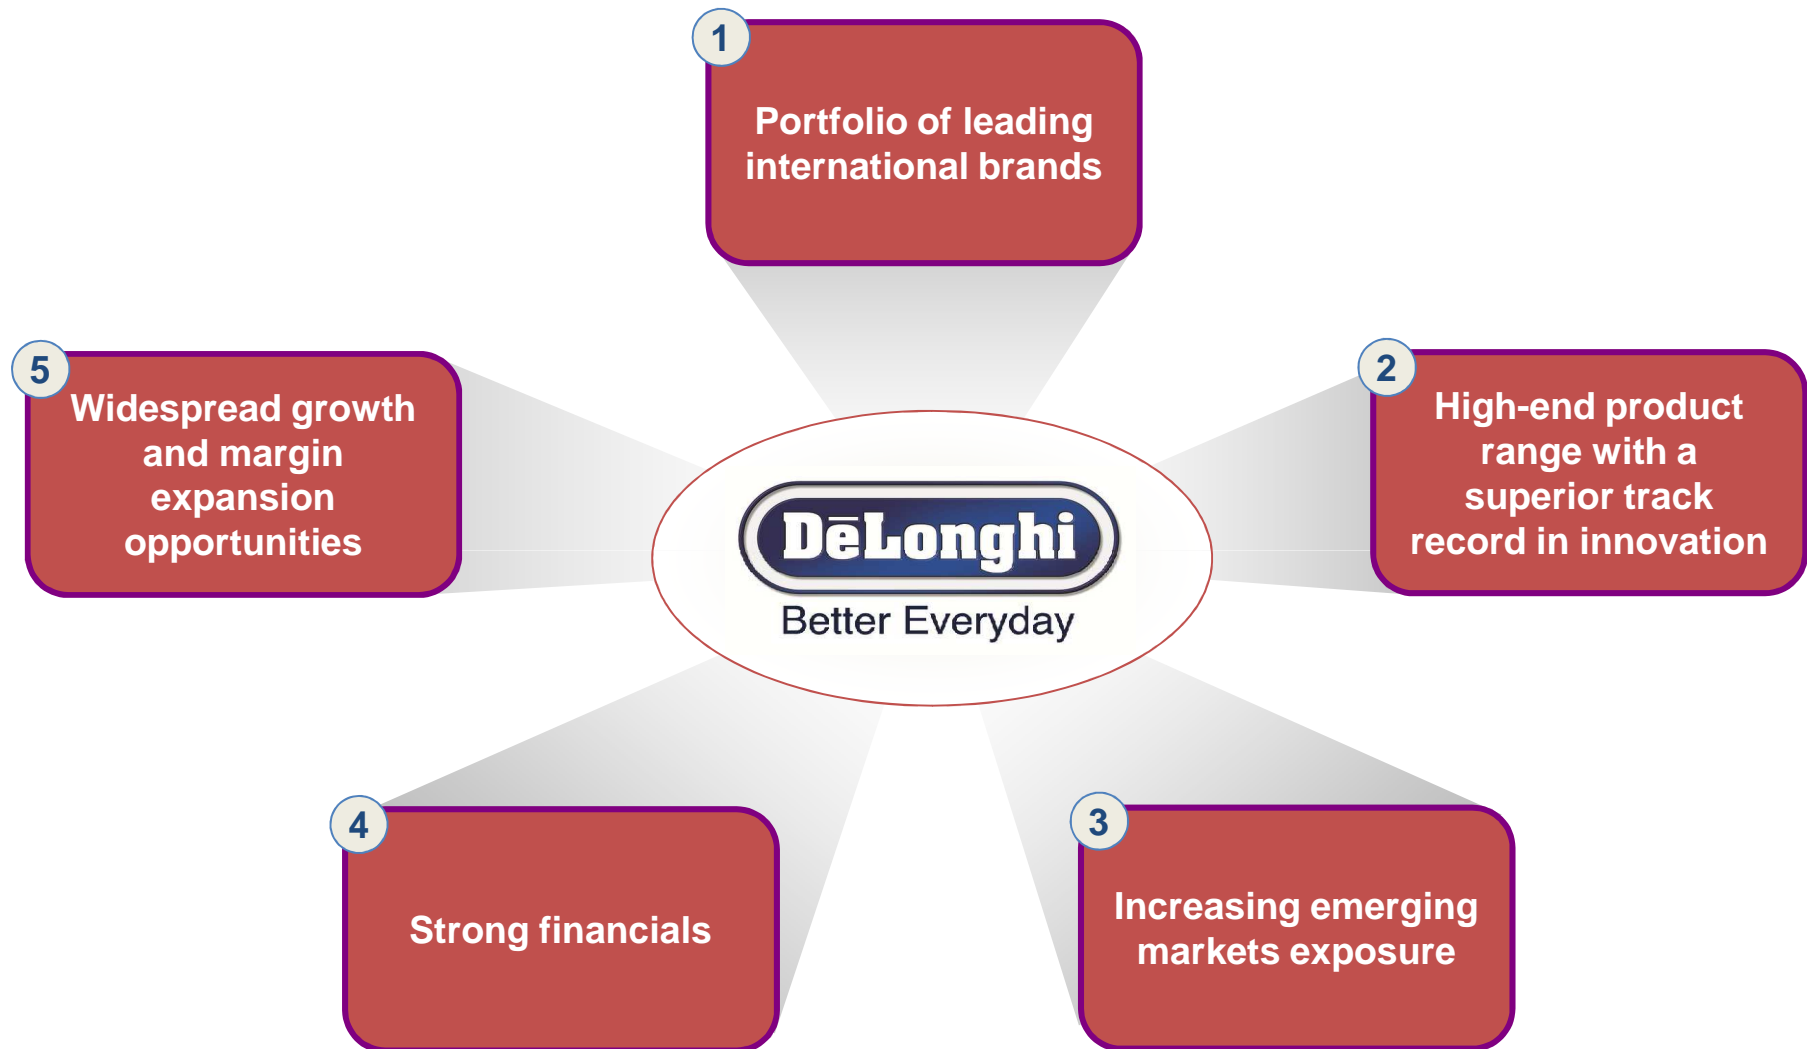 1
Portfolio of leading
international brands
2
High-end product
range with a
superior track
record in innovation
3
Increasing emerging
markets exposure
4
Strong financials
5
Widespread growth
and margin
expansion
opportunities
DēLonghi
Better Everyday